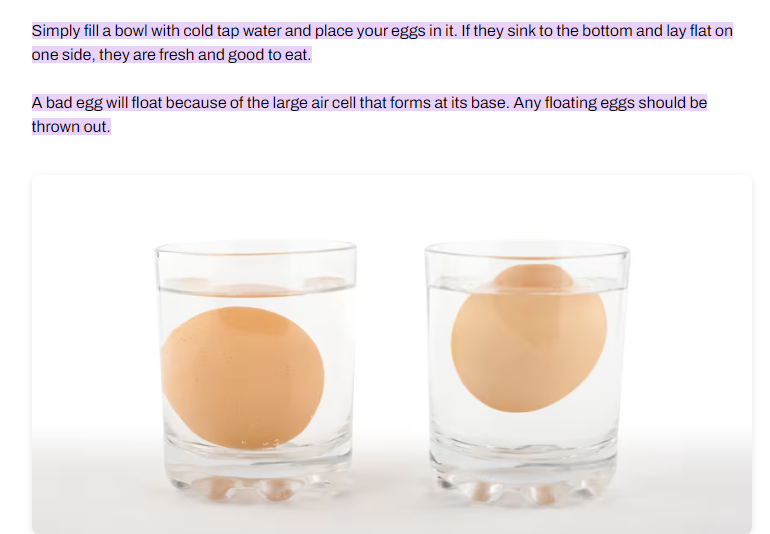 Simply fill a bowl with cold tap water and place your eggs in it. If they sink to the bottom and lay flat on
one side, they are fresh and good to eat.
A bad egg will float because of the large air cell that forms at its base. Any floating eggs should be
thrown out.